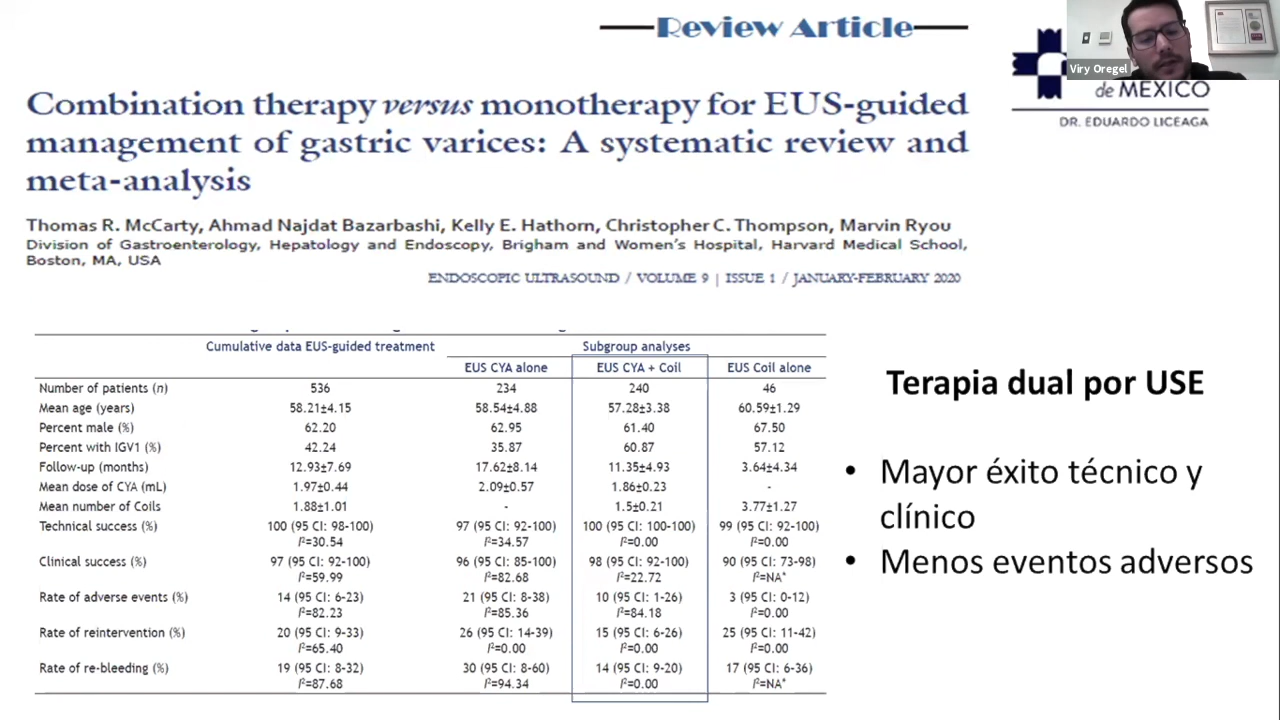 Review Article
Viry Oregel
de MEXICO
DR. EDUARDO LICEAGA
Combination therapy versus monotherapy for EUS-guided
management of gastric varices: A systematic review and
meta-analysis
Thomas R. McCarty, Ahmad Najdat Bazarbashi, Kelly E. Hathorn, Christopher C. Thompson, Marvin Ryou
Division of Gastroenterology, Hepatology and Endoscopy, Brigham and Women's Hospital, Harvard Medical School,
Boston, MA, USA
ENDOSCOPIC ULTRASOUND / VOLUME 9 | ISSUE 1 / JANUARY-FEBRUARY 2020
Cumulative data EUS-guided treatment Subgroup analyses
EUS CYA alone EUS CYA + Coil EUS Coil alone
Number of patients (n) 536 234 240 46
Mean age (years) 58.21±4.15 58.54±4.88 57.28±3.38 60.59±1.29
Percent male (%) 62.20 62.95 61.40 67.50
Percent with IGV1 (%) 42.24 35.87 60.87 57.12
Follow-up (months) 12.93±7.69 17.62±8.14 11.35±4.93 3.64±4.34
Mean dose of CYA (mL) 1.97±0.44 2.09±0.57 1.86±0.23 -
Mean number of Coils 1.88±1.01 - 1.5±0.21 3.77±1.27
Technical success (%) 100 (95 CI: 98-100) 97 (95 CI: 92-100) 100 (95 CI: 100-100) 99 (95 CI: 92-100)
I²=30.54 I²=34.57 I²=0.00 I²=0.00
Clinical success (%) 97 (95 CI: 92-100) 96 (95 CI: 85-100) 98 (95 CI: 92-100) 90 (95 CI: 73-98)
I²=59.99 I²=82.68 I²=22.72 I²=NA*
Rate of adverse events (%) 14 (95 CI: 6-23) 21 (95 CI: 8-38) 10 (95 CI: 1-26) 3 (95 CI: 0-12)
I²=82.23 I²=85.36 I²=84.18 I²=0.00
Rate of reintervention (%) 20 (95 CI: 9-33) 26 (95 CI: 14-39) 15 (95 CI: 6-26) 25 (95 CI: 11-42)
I²=65.40 I²=0.00 I²=0.00 I²=0.00
Rate of re-bleeding (%) 19 (95 CI: 8-32) 30 (95 CI: 8-60) 14 (95 CI: 9-20) 17 (95 CI: 6-36)
I²=87.68 I²=94.34 I²=0.00 I²=NA*
Terapia dual por USE
• Mayor éxito técnico y
clínico
• Menos eventos adversos